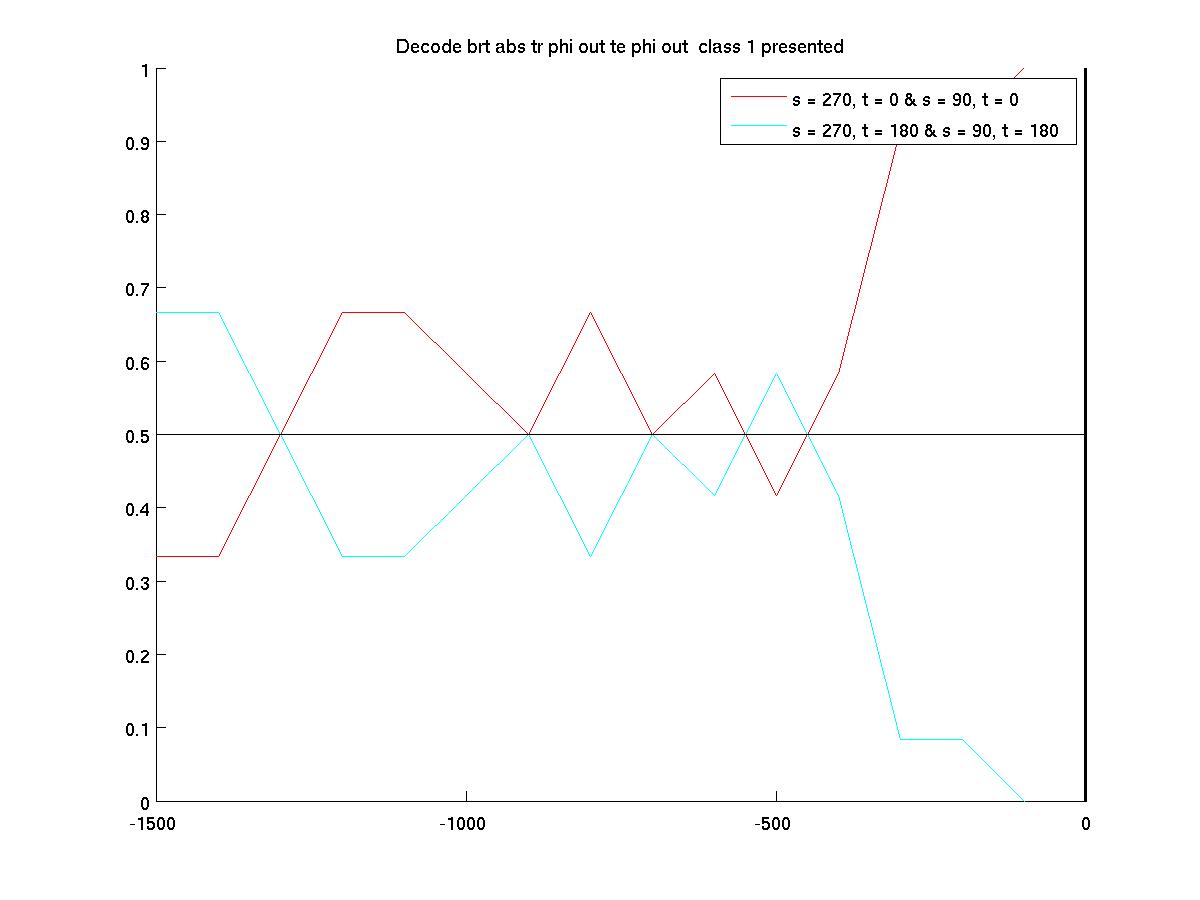 Decode brt abs tr phi out te phi out  class 1 presented
s = 270, t = 0 & s = 90, t = 0
s = 270, t = 180 & s = 90, t = 180
1
0.9
0.8
0.7
0.6
0.5
0.4
0.3
0.2
0.1
0
-1500 -1000 -500 0